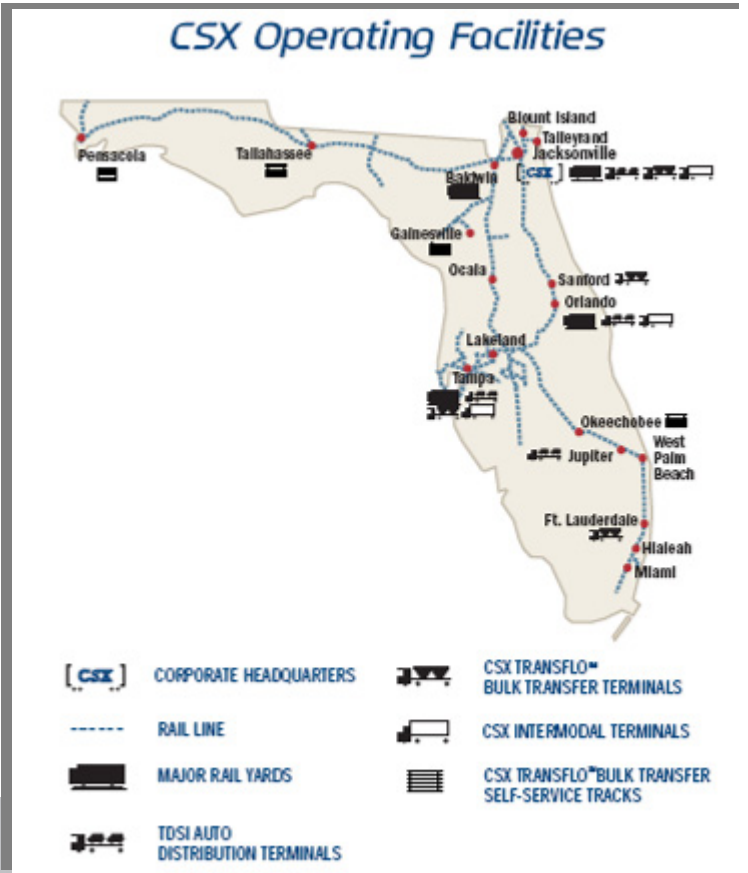 CSX Operating Facilities
Blount Island
Talleyrand
Jacksonville
Pensacola
Tallahassee
Baldwin
CSX
Gainesville
Ocala
Sanford
Orlando
Lakeland
Tampa
Okeechobee
West
Palm
Beach
Jupiter
Ft. Lauderdale
Hialeah
Miami
CSX
CORPORATE HEADQUARTERS
RAIL LINE
MAJOR RAIL YARDS
TDSI AUTO
DISTRIBUTION TERMINALS
CSX TRANSFLO℠
BULK TRANSFER TERMINALS
CSX INTERMODAL TERMINALS
CSX TRANSFLO℠ BULK TRANSFER
SELF-SERVICE TRACKS